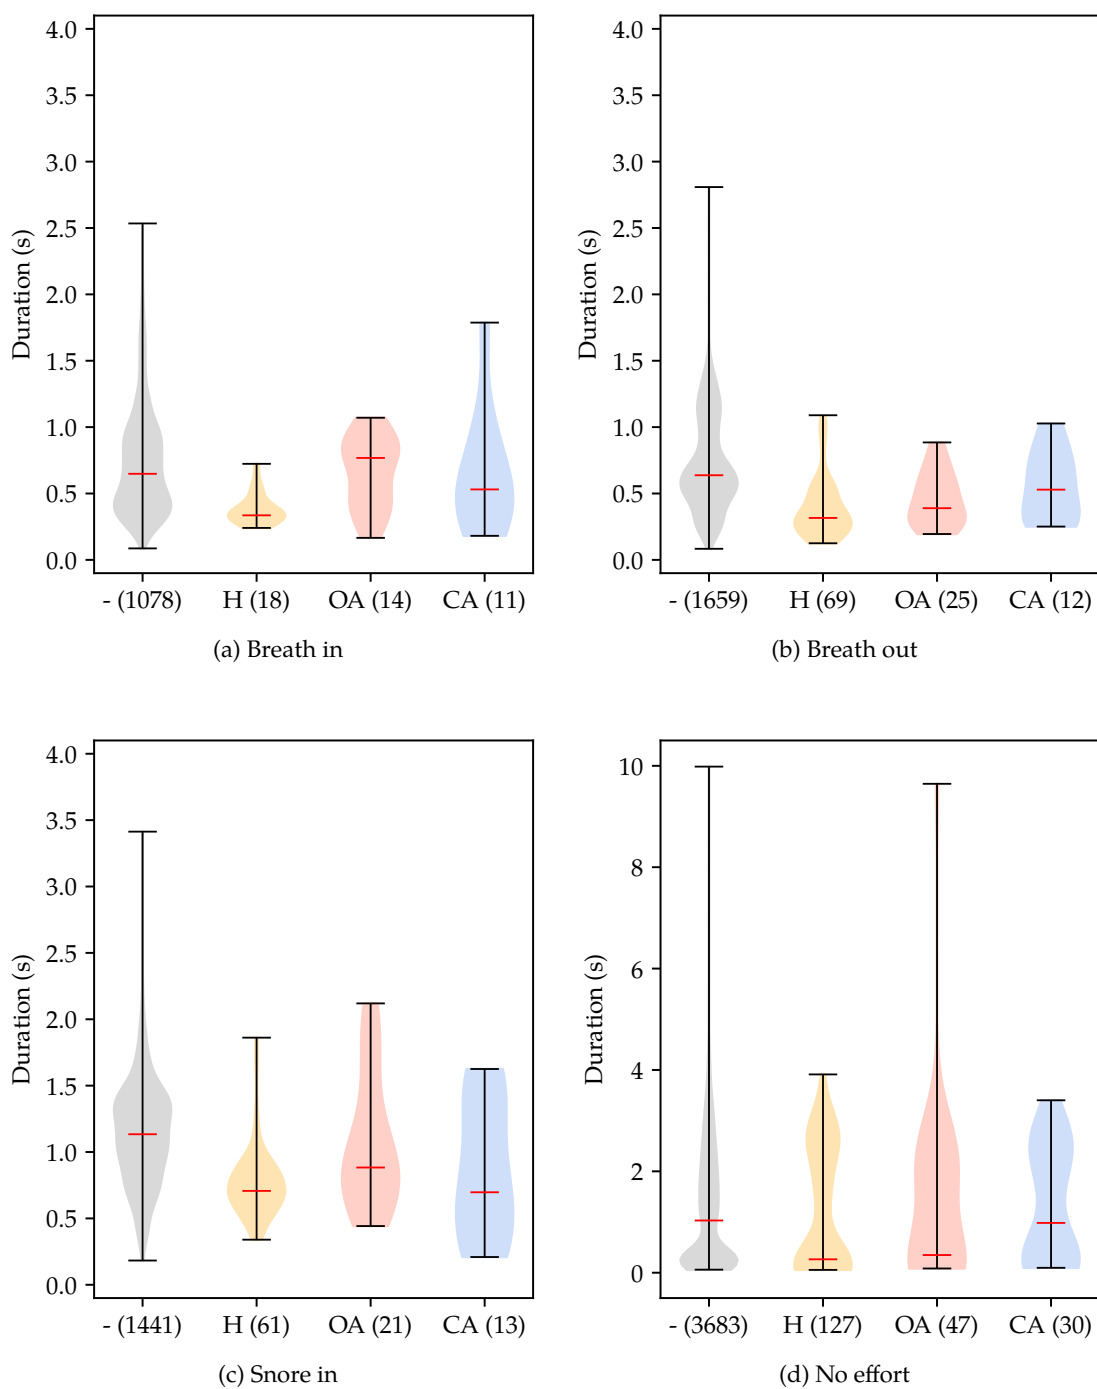 4.0
3.5
3.0
2.5
2.0
1.5
1.0
0.5
0.0
Duration (s)
- (1078) H (18) OA (14) CA (11)
(a) Breath in
4.0
3.5
3.0
2.5
2.0
1.5
1.0
0.5
0.0
Duration (s)
- (1659) H (69) OA (25) CA (12)
(b) Breath out
4.0
3.5
3.0
2.5
2.0
1.5
1.0
0.5
0.0
Duration (s)
- (1441) H (61) OA (21) CA (13)
(c) Snore in
10
8
6
4
2
0
Duration (s)
- (3683) H (127) OA (47) CA (30)
(d) No effort